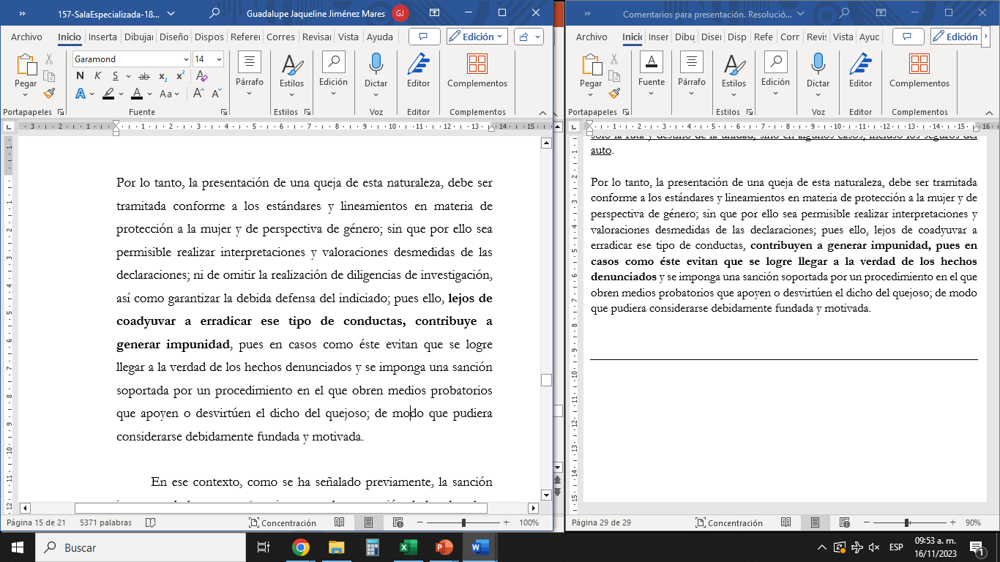 157-SalaEspecializada-18...
Guadalupe Jaqueline Jiménez Mares
GJ
Archivo Inicio Inserta Dibujar Diseño Dispos Referer Corres Revisar Vista Ayuda
Edición
Pegar
Portapapeles
Garamond 14
N K S ab x₂ x² A
A A Aa A A
Fuente
Párrafo
Estilos
Estilos
Edición
Dictar
Voz
Editor
Editor
Complementos
Complementos
Por lo tanto, la presentación de una queja de esta naturaleza, debe ser
tramitada conforme a los estándares y lineamientos en materia de
protección a la mujer y de perspectiva de género; sin que por ello sea
permisible realizar interpretaciones y valoraciones desmedidas de las
declaraciones; ni de omitir la realización de diligencias de investigación,
así como garantizar la debida defensa del indiciado; pues ello, lejos de
coadyuvar a erradicar ese tipo de conductas, contribuye a
generar impunidad, pues en casos como éste evitan que se logre
llegar a la verdad de los hechos denunciados y se imponga una sanción
soportada por un procedimiento en el que obren medios probatorios
que apoyen o desvirtúen el dicho del quejoso; de modo que pudiera
considerarse debidamente fundada y motivada.
En ese contexto, como se ha señalado previamente, la sanción
Página 15 de 21 5371 palabras Concentración 100%
Comentarios para presentación. Resolució...
Archivo Inic Inser Dibu Diser Disp Refe Corr Revis Vista Ayuc
Edición
Pegar
Portapapeles
Fuente
Párrafo
Estilos
Estilos
Edición
Dictar
Voz
Editor
Editor
Complementos
Complementos
sólo la ruta y destino de la unidad, sino en algunos casos, incluso los seguros del
auto.
Por lo tanto, la presentación de una queja de esta naturaleza, debe ser tramitada
conforme a los estándares y lineamientos en materia de protección a la mujer y de
perspectiva de género; sin que por ello sea permisible realizar interpretaciones y
valoraciones desmedidas de las declaraciones; pues ello, lejos de coadyuvar a
erradicar ese tipo de conductas, contribuyen a generar impunidad, pues en
casos como éste evitan que se logre llegar a la verdad de los hechos
denunciados y se imponga una sanción soportada por un procedimiento en el que
obren medios probatorios que apoyen o desvirtúen el dicho del quejoso; de modo
que pudiera considerarse debidamente fundada y motivada.
Página 29 de 29 Concentración 90%
Buscar
ESP
09:53 a. m.
16/11/2023
1